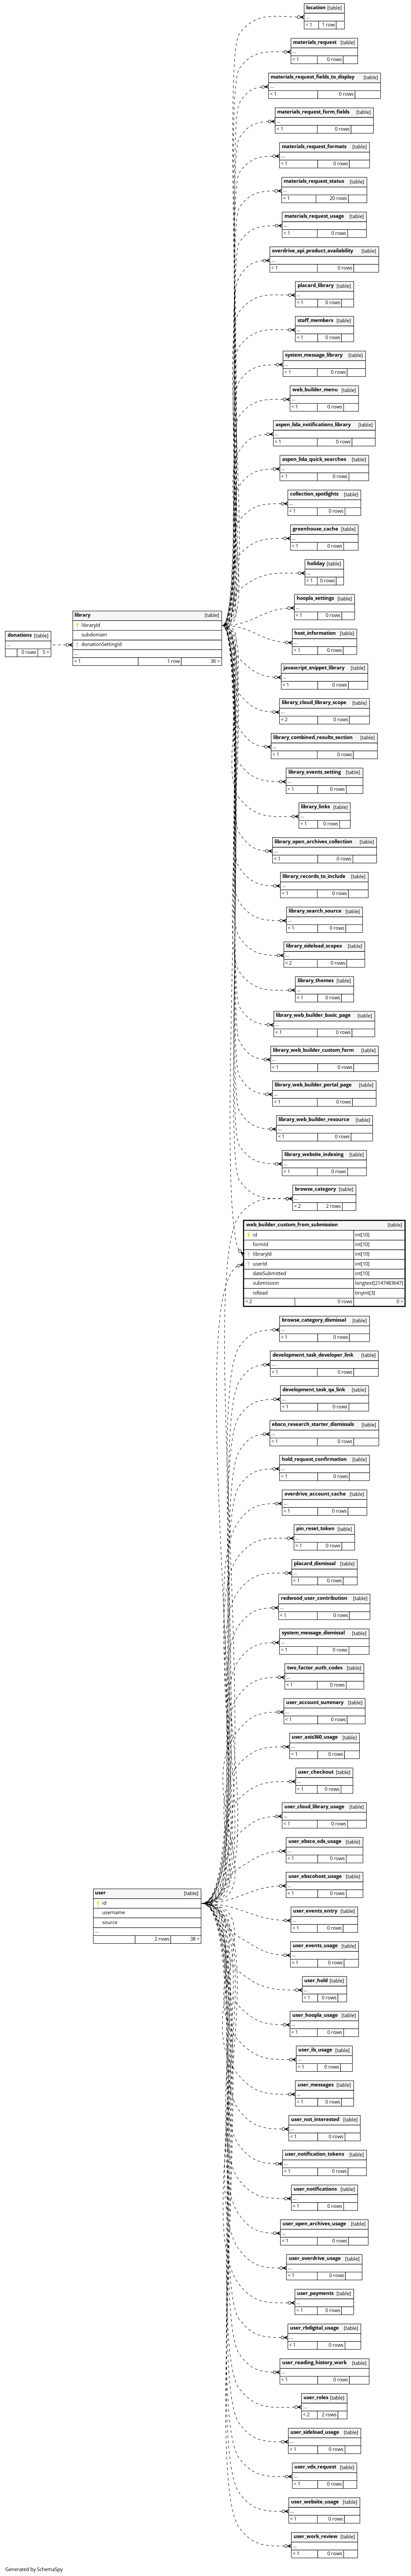 location [table]
...
< 1 1 row
materials_request [table]
...
< 1 0 rows
materials_request_fields_to_display [table]
...
< 1 0 rows
materials_request_form_fields [table]
...
< 1 0 rows
materials_request_formats [table]
...
< 1 0 rows
materials_request_status [table]
...
< 1 20 rows
materials_request_usage [table]
...
< 1 0 rows
overdrive_api_product_availability [table]
...
< 1 0 rows
placard_library [table]
...
< 1 0 rows
staff_members [table]
...
< 1 0 rows
system_message_library [table]
...
< 1 0 rows
web_builder_menu [table]
...
< 1 0 rows
aspen_lida_notifications_library [table]
...
< 1 0 rows
aspen_lida_quick_searches [table]
...
< 1 0 rows
collection_spotlights [table]
...
< 1 0 rows
greenhouse_cache [table]
...
< 1 0 rows
holiday [table]
...
< 1 0 rows
hoopla_settings [table]
...
< 1 0 rows
donations [table]
...
0 rows 5 >
library [table]
libraryId
subdomain
donationSettingId
...
< 1 1 row 36 >
host_information [table]
...
< 1 0 rows
javascript_snippet_library [table]
...
< 1 0 rows
library_cloud_library_scope [table]
...
< 2 0 rows
library_combined_results_section [table]
...
< 1 0 rows
library_events_setting [table]
...
< 1 0 rows
library_links [table]
...
< 1 0 rows
library_open_archives_collection [table]
...
< 1 0 rows
library_records_to_include [table]
...
< 1 0 rows
library_search_source [table]
...
< 1 0 rows
library_sideload_scopes [table]
...
< 2 0 rows
library_themes [table]
...
< 1 0 rows
library_web_builder_basic_page [table]
...
< 1 0 rows
library_web_builder_custom_form [table]
...
< 1 0 rows
library_web_builder_portal_page [table]
...
< 1 0 rows
library_web_builder_resource [table]
...
< 1 0 rows
library_website_indexing [table]
...
< 1 0 rows
browse_category [table]
...
< 2 2 rows
web_builder_custom_from_submission [table]
id int[10]
formId int[10]
libraryId int[10]
userId int[10]
dateSubmitted int[10]
submission longtext[2147483647]
isRead tinyint[3]
< 2 0 rows 0 >
browse_category_dismissal [table]
...
< 1 0 rows
development_task_developer_link [table]
...
< 1 0 rows
development_task_qa_link [table]
...
< 1 0 rows
ebsco_research_starter_dismissals [table]
...
< 1 0 rows
hold_request_confirmation [table]
...
< 1 0 rows
overdrive_account_cache [table]
...
< 1 0 rows
pin_reset_token [table]
...
< 1 0 rows
placard_dismissal [table]
...
< 1 0 rows
redwood_user_contribution [table]
...
< 1 0 rows
system_message_dismissal [table]
...
< 1 0 rows
two_factor_auth_codes [table]
...
< 1 0 rows
user_account_summary [table]
...
< 1 0 rows
user_axis360_usage [table]
...
< 1 0 rows
user_checkout [table]
...
< 1 0 rows
user_cloud_library_usage [table]
...
< 1 0 rows
user_ebsco_eds_usage [table]
...
< 1 0 rows
user_ebscohost_usage [table]
...
< 1 0 rows
user [table]
id
username
source
...
2 rows 38 >
user_events_entry [table]
...
< 1 0 rows
user_events_usage [table]
...
< 1 0 rows
user_hold [table]
...
< 1 0 rows
user_hoopla_usage [table]
...
< 1 0 rows
user_ils_usage [table]
...
< 1 0 rows
user_messages [table]
...
< 1 0 rows
user_not_interested [table]
...
< 1 0 rows
user_notification_tokens [table]
...
< 1 0 rows
user_notifications [table]
...
< 1 0 rows
user_open_archives_usage [table]
...
< 1 0 rows
user_overdrive_usage [table]
...
< 1 0 rows
user_payments [table]
...
< 1 0 rows
user_rbdigital_usage [table]
...
< 1 0 rows
user_reading_history_work [table]
...
< 1 0 rows
user_roles [table]
...
< 2 2 rows
user_sideload_usage [table]
...
< 1 0 rows
user_vdx_request [table]
...
< 1 0 rows
user_website_usage [table]
...
< 1 0 rows
user_work_review [table]
...
< 1 0 rows
Generated by SchemaSpy